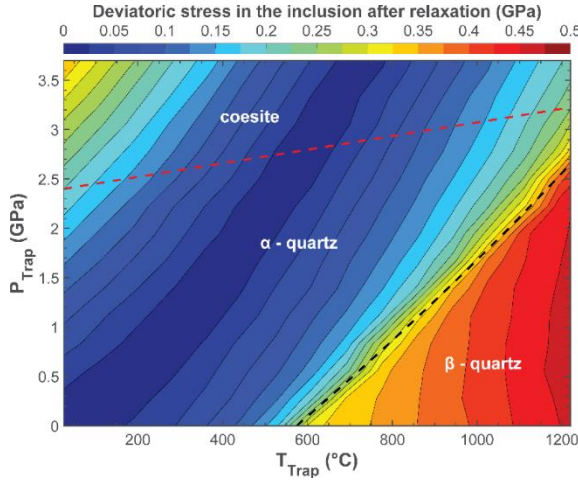 Deviatoric stress in the inclusion after relaxation (GPa)
0 0.05 0.1 0.15 0.2 0.25 0.3 0.35 0.4 0.45 0.5
3.5
3
2.5
2
1.5
1
0.5
0
P_Trap (GPa)
coesite
α - quartz
β - quartz
200 400 600 800 1000 1200
T_Trap (°C)